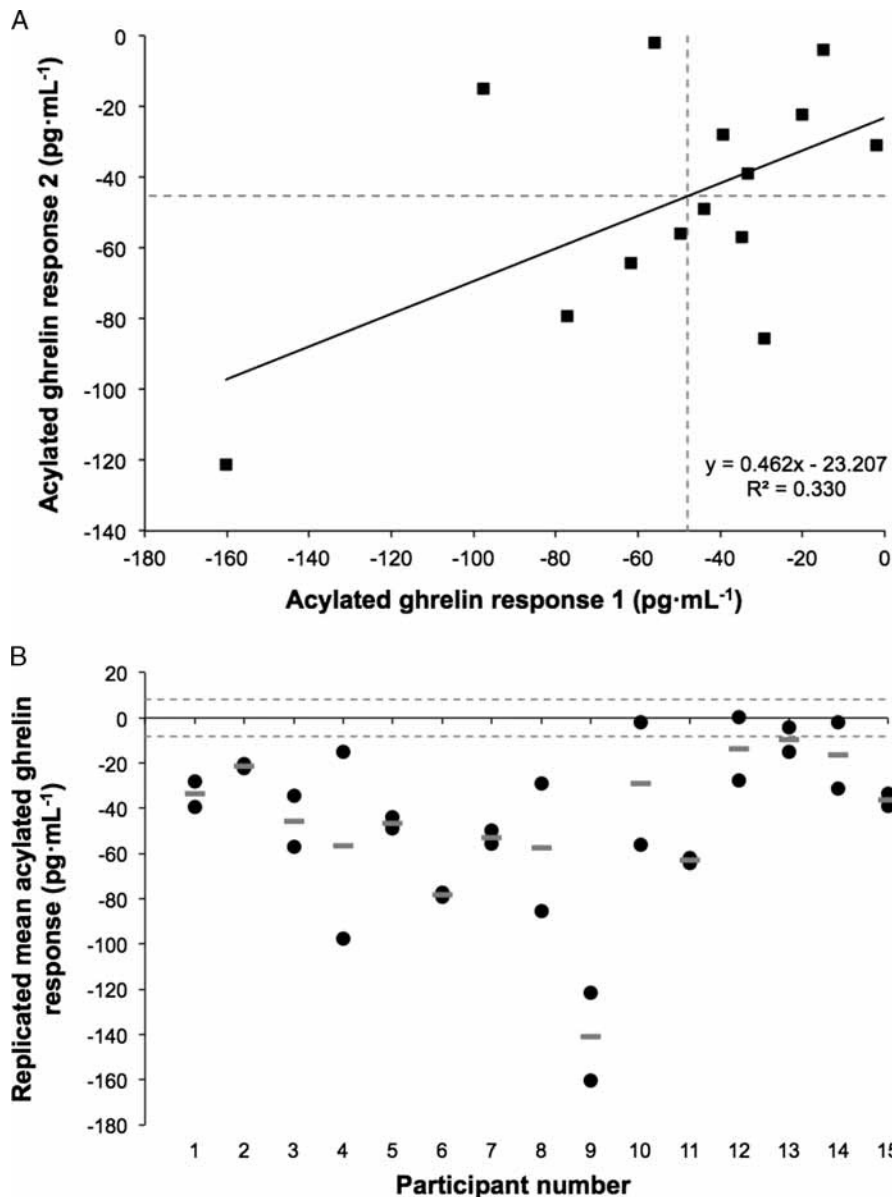 A
Acylated ghrelin response 2 (pg·mL⁻¹)
0
-20
-40
-60
-80
-100
-120
-140
y = 0.462x - 23.207
R² = 0.330
-180 -160 -140 -120 -100 -80 -60 -40 -20 0
Acylated ghrelin response 1 (pg·mL⁻¹)
B
Replicated mean acylated ghrelin
response (pg·mL⁻¹)
20
0
-20
-40
-60
-80
-100
-120
-140
-160
-180
1 2 3 4 5 6 7 8 9 10 11 12 13 14 15
Participant number